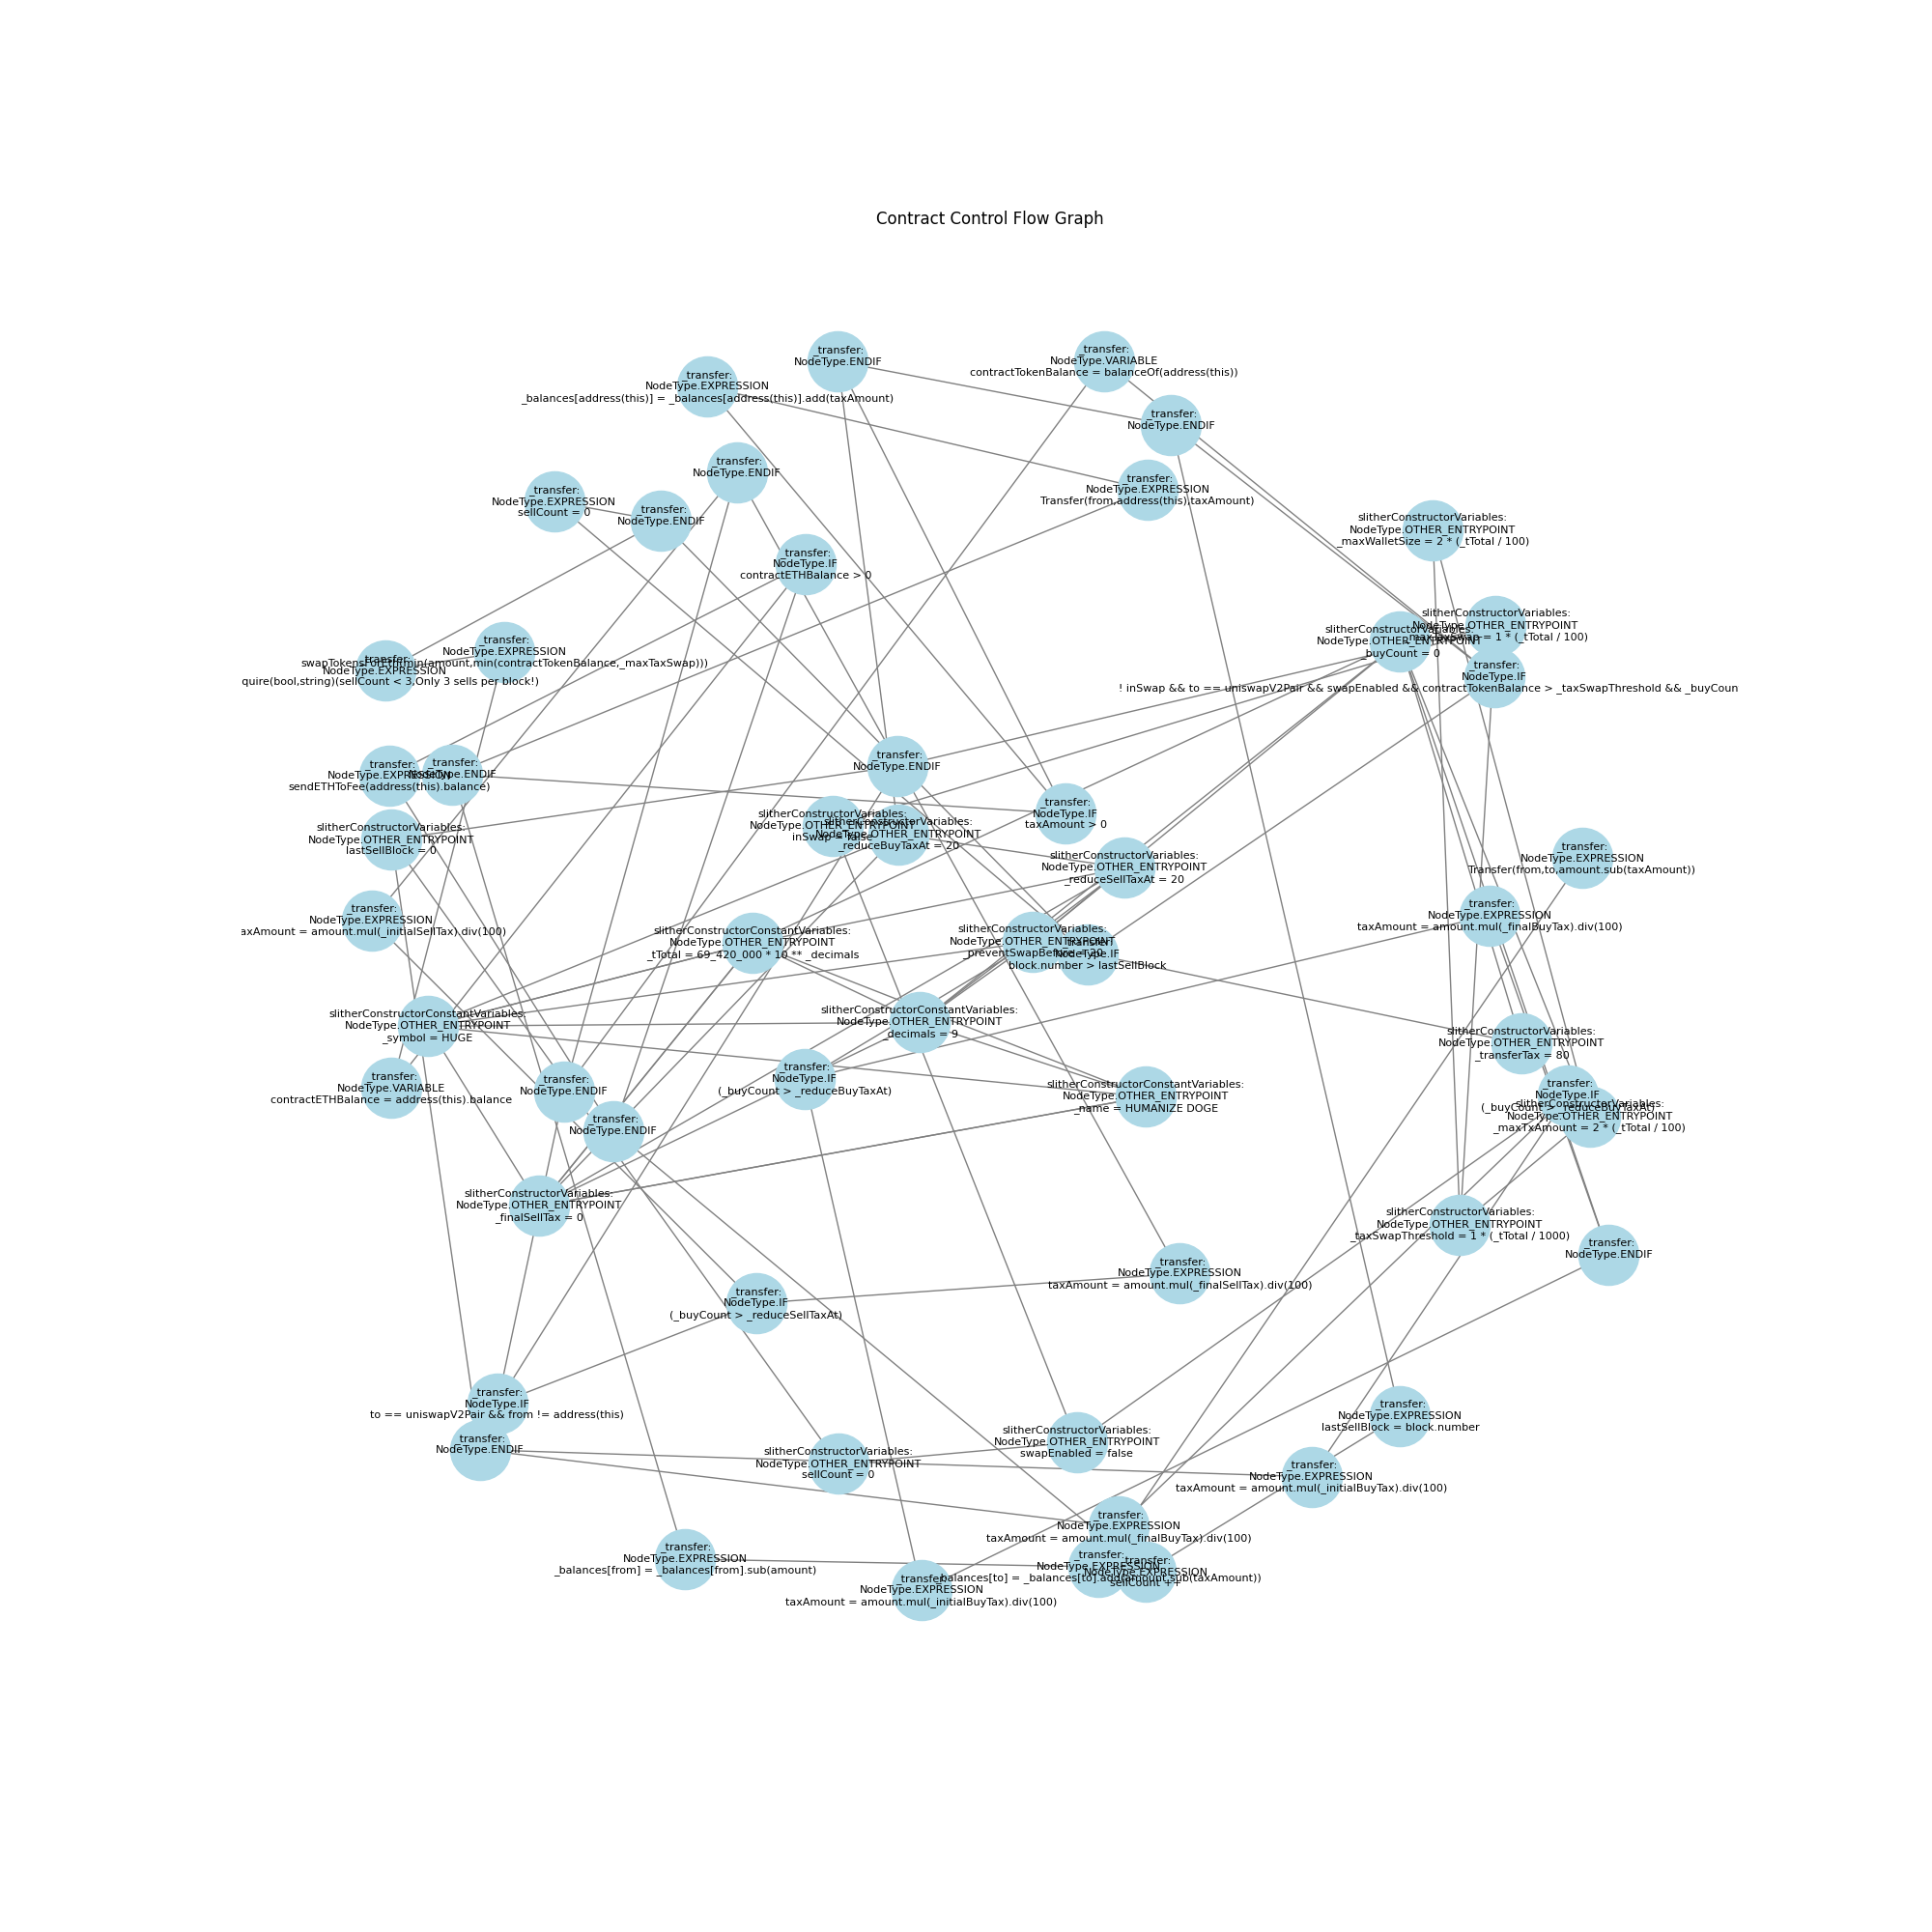 Contract Control Flow Graph
_transfer:
NodeType.ENDIF
_transfer:
NodeType.VARIABLE
contractTokenBalance = balanceOf(address(this))
_transfer:
NodeType.EXPRESSION
_balances[address(this)] = _balances[address(this)].add(taxAmount)
_transfer:
NodeType.ENDIF
_transfer:
NodeType.ENDIF
_transfer:
NodeType.EXPRESSION
Transfer(from,address(this),taxAmount)
_transfer:
NodeType.EXPRESSION
sellCount = 0
_transfer:
NodeType.ENDIF
slitherConstructorVariables:
NodeType.OTHER_ENTRYPOINT
_maxWalletSize = 2 * (_tTotal / 100)
_transfer:
NodeType.IF
contractETHBalance > 0
slitherConstructorVariables:
NodeType.OTHER_ENTRYPOINT
_maxTaxSwap = 1 * (_tTotal / 100)
slitherConstructorVariables:
NodeType.OTHER_ENTRYPOINT
_buyCount = 0
_transfer:
NodeType.EXPRESSION
swapTokensForEth(min(amount,min(contractTokenBalance,_maxTaxSwap)))
_transfer:
NodeType.EXPRESSION
quire(bool,string)(sellCount < 3,Only 3 sells per block!)
_transfer:
NodeType.IF
! inSwap && to == uniswapV2Pair && swapEnabled && contractTokenBalance > _taxSwapThreshold && _buyCoun
_transfer:
NodeType.ENDIF
_transfer:
NodeType.EXPRESSION
sendETHToFee(address(this).balance)
_transfer:
NodeType.ENDIF
_transfer:
NodeType.IF
taxAmount > 0
slitherConstructorVariables:
NodeType.OTHER_ENTRYPOINT
inSwap = false
slitherConstructorVariables:
NodeType.OTHER_ENTRYPOINT
_reduceBuyTaxAt = 20
slitherConstructorVariables:
NodeType.OTHER_ENTRYPOINT
lastSellBlock = 0
_transfer:
NodeType.EXPRESSION
Transfer(from,to,amount.sub(taxAmount))
slitherConstructorVariables:
NodeType.OTHER_ENTRYPOINT
_reduceSellTaxAt = 20
_transfer:
NodeType.EXPRESSION
axAmount = amount.mul(_initialSellTax).div(100)
_transfer:
NodeType.EXPRESSION
taxAmount = amount.mul(_finalBuyTax).div(100)
slitherConstructorConstantVariables:
NodeType.OTHER_ENTRYPOINT
_tTotal = 69_420_000 * 10 ** _decimals
slitherConstructorVariables:
NodeType.OTHER_ENTRYPOINT
_preventSwapBefore = 20
_transfer:
NodeType.IF
block.number > lastSellBlock
slitherConstructorConstantVariables:
NodeType.OTHER_ENTRYPOINT
_symbol = HUGE
slitherConstructorConstantVariables:
NodeType.OTHER_ENTRYPOINT
_decimals = 9
slitherConstructorVariables:
NodeType.OTHER_ENTRYPOINT
_transferTax = 80
_transfer:
NodeType.VARIABLE
contractETHBalance = address(this).balance
_transfer:
NodeType.ENDIF
_transfer:
NodeType.IF
(_buyCount > _reduceBuyTaxAt)
slitherConstructorConstantVariables:
NodeType.OTHER_ENTRYPOINT
_name = HUMANIZE DOGE
_transfer:
NodeType.IF
(_buyCount > _reduceBuyTaxAt)
slitherConstructorVariables:
NodeType.OTHER_ENTRYPOINT
_maxTxAmount = 2 * (_tTotal / 100)
_transfer:
NodeType.ENDIF
slitherConstructorVariables:
NodeType.OTHER_ENTRYPOINT
_finalSellTax = 0
slitherConstructorVariables:
NodeType.OTHER_ENTRYPOINT
_taxSwapThreshold = 1 * (_tTotal / 1000)
_transfer:
NodeType.ENDIF
_transfer:
NodeType.EXPRESSION
taxAmount = amount.mul(_finalSellTax).div(100)
_transfer:
NodeType.IF
(_buyCount > _reduceSellTaxAt)
_transfer:
NodeType.IF
to == uniswapV2Pair && from != address(this)
_transfer:
NodeType.ENDIF
_transfer:
NodeType.EXPRESSION
lastSellBlock = block.number
slitherConstructorVariables:
NodeType.OTHER_ENTRYPOINT
swapEnabled = false
slitherConstructorVariables:
NodeType.OTHER_ENTRYPOINT
sellCount = 0
_transfer:
NodeType.EXPRESSION
taxAmount = amount.mul(_initialBuyTax).div(100)
_transfer:
NodeType.EXPRESSION
taxAmount = amount.mul(_finalBuyTax).div(100)
_transfer:
NodeType.EXPRESSION
_balances[from] = _balances[from].sub(amount)
_transfer:
NodeType.EXPRESSION
_balances[to] = _balances[to].add(amount.sub(taxAmount))
_transfer:
NodeType.EXPRESSION
sellCount ++
_transfer:
NodeType.EXPRESSION
taxAmount = amount.mul(_initialBuyTax).div(100)